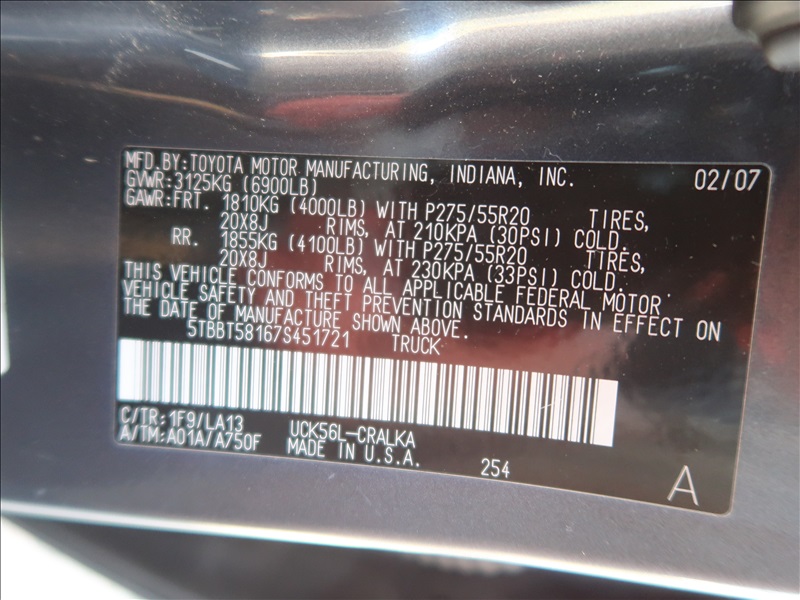 MFD.BY:TOYOTA MOTOR MANUFACTURING, INDIANA, INC. 02/07
GVWR:3125KG (6900LB)
GAWR:FRT. 1810KG (4000LB) WITH P275/55R20 TIRES,
20X8J RIMS, AT 210KPA (30PSI) COLD.
RR. 1855KG (4100LB) WITH P275/55R20 TIRES,
20X8J RIMS, AT 230KPA (33PSI) COLD.
THIS VEHICLE CONFORMS TO ALL APPLICABLE FEDERAL MOTOR
VEHICLE SAFETY AND THEFT PREVENTION STANDARDS IN EFFECT ON
THE DATE OF MANUFACTURE SHOWN ABOVE.
5TBBT58167S451721 TRUCK
C/TR:1F9/LA13 UCK56L-CRALKA
A/TM:A01A/A750F MADE IN U.S.A. 254
A